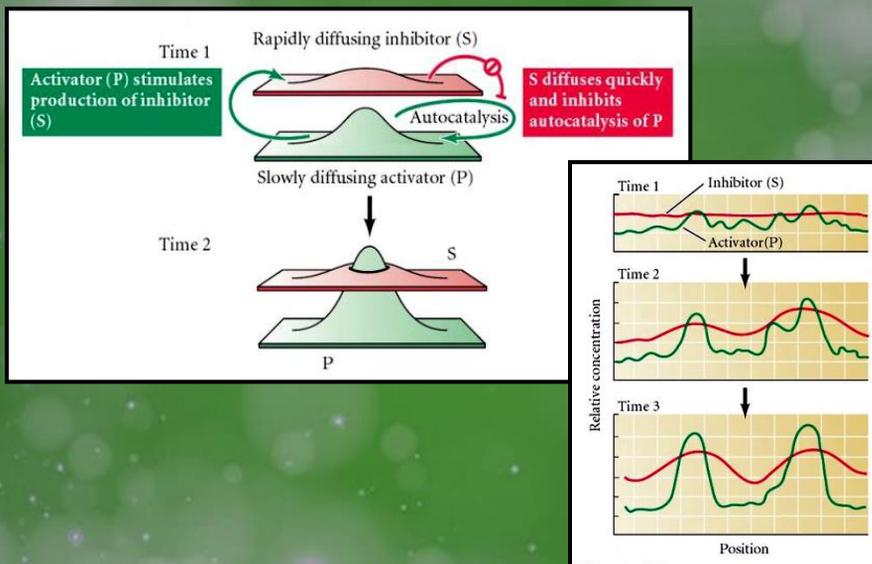 Rapidly diffusing inhibitor (S)
Time 1
Activator (P) stimulates
production of inhibitor
(S)
S diffuses quickly
and inhibits
autocatalysis of P
Autocatalysis
Slowly diffusing activator (P)
Time 2
S
P
Time 1
Inhibitor (S)
Activator(P)
Time 2
Relative concentration
Time 3
Position